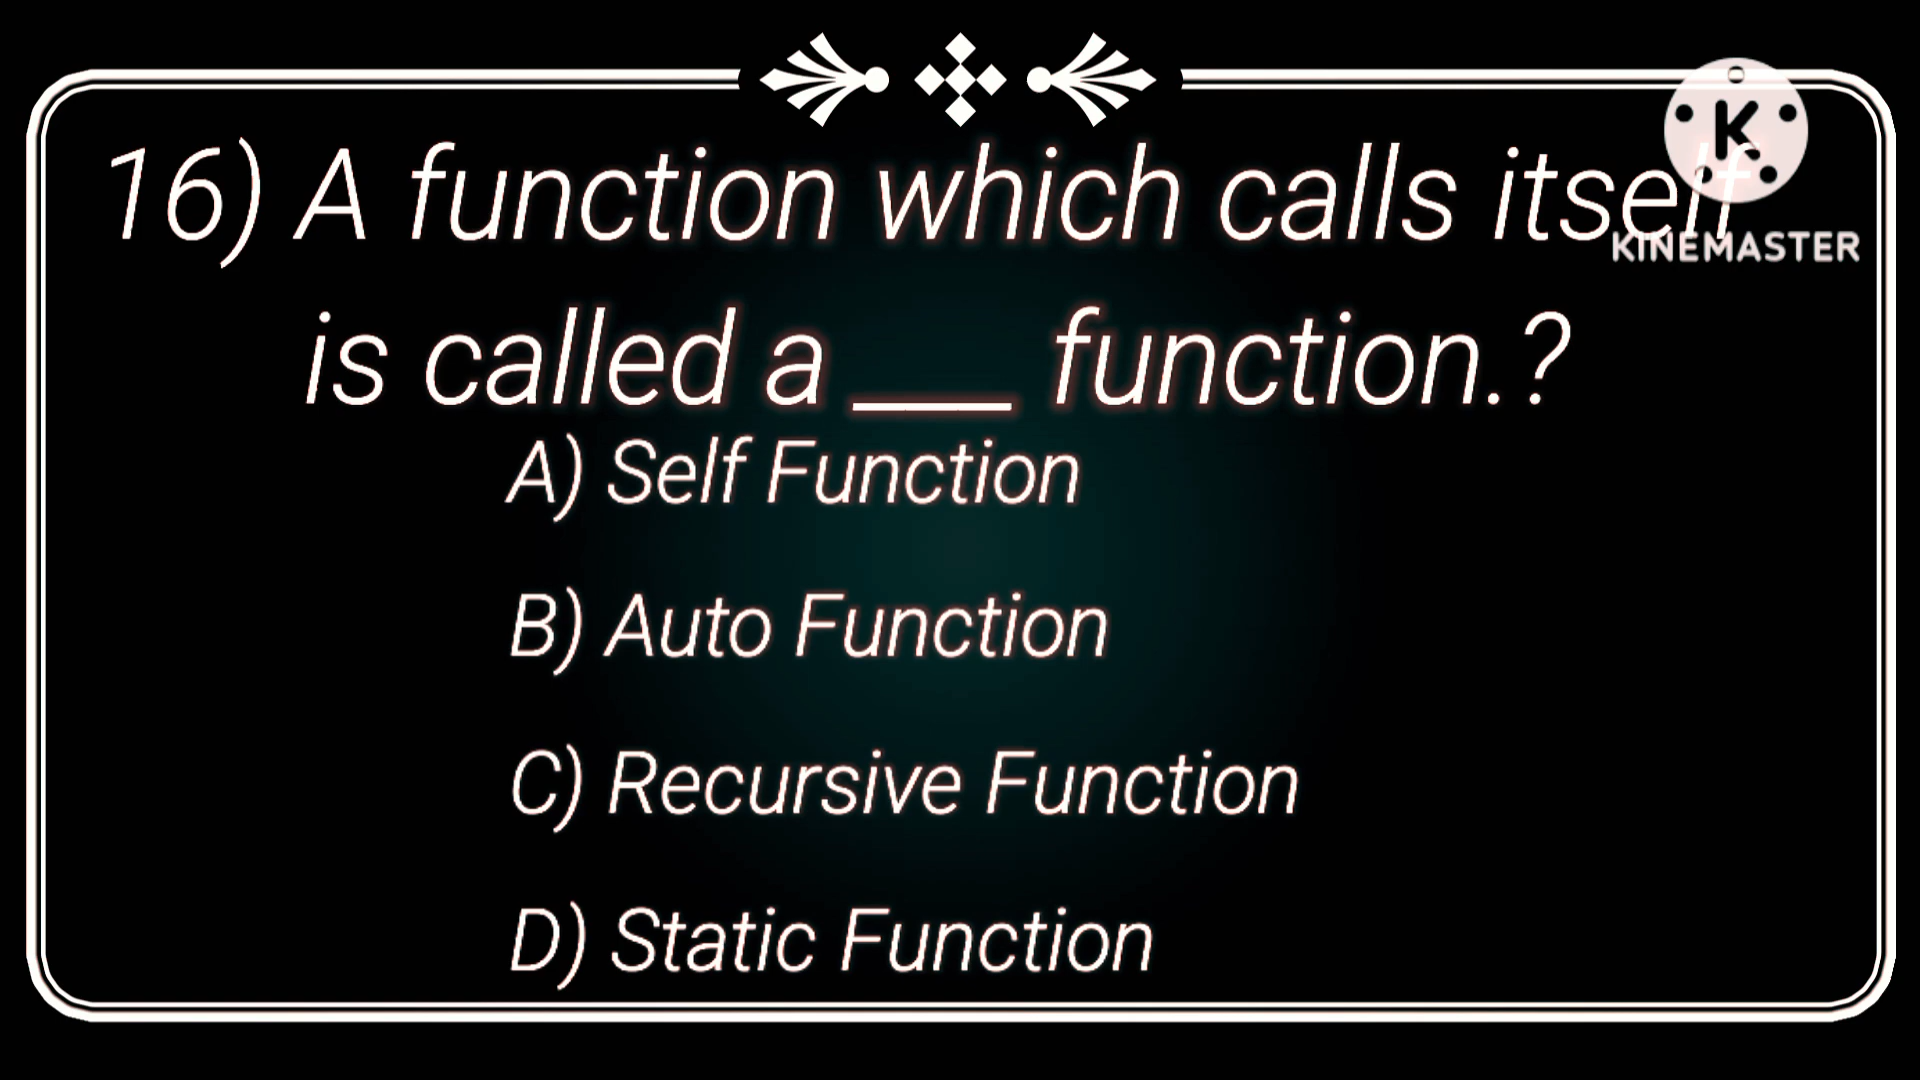 16) A function which calls itself
is called a ___ function.?
A) Self Function
B) Auto Function
C) Recursive Function
D) Static Function
K
KINEMASTER